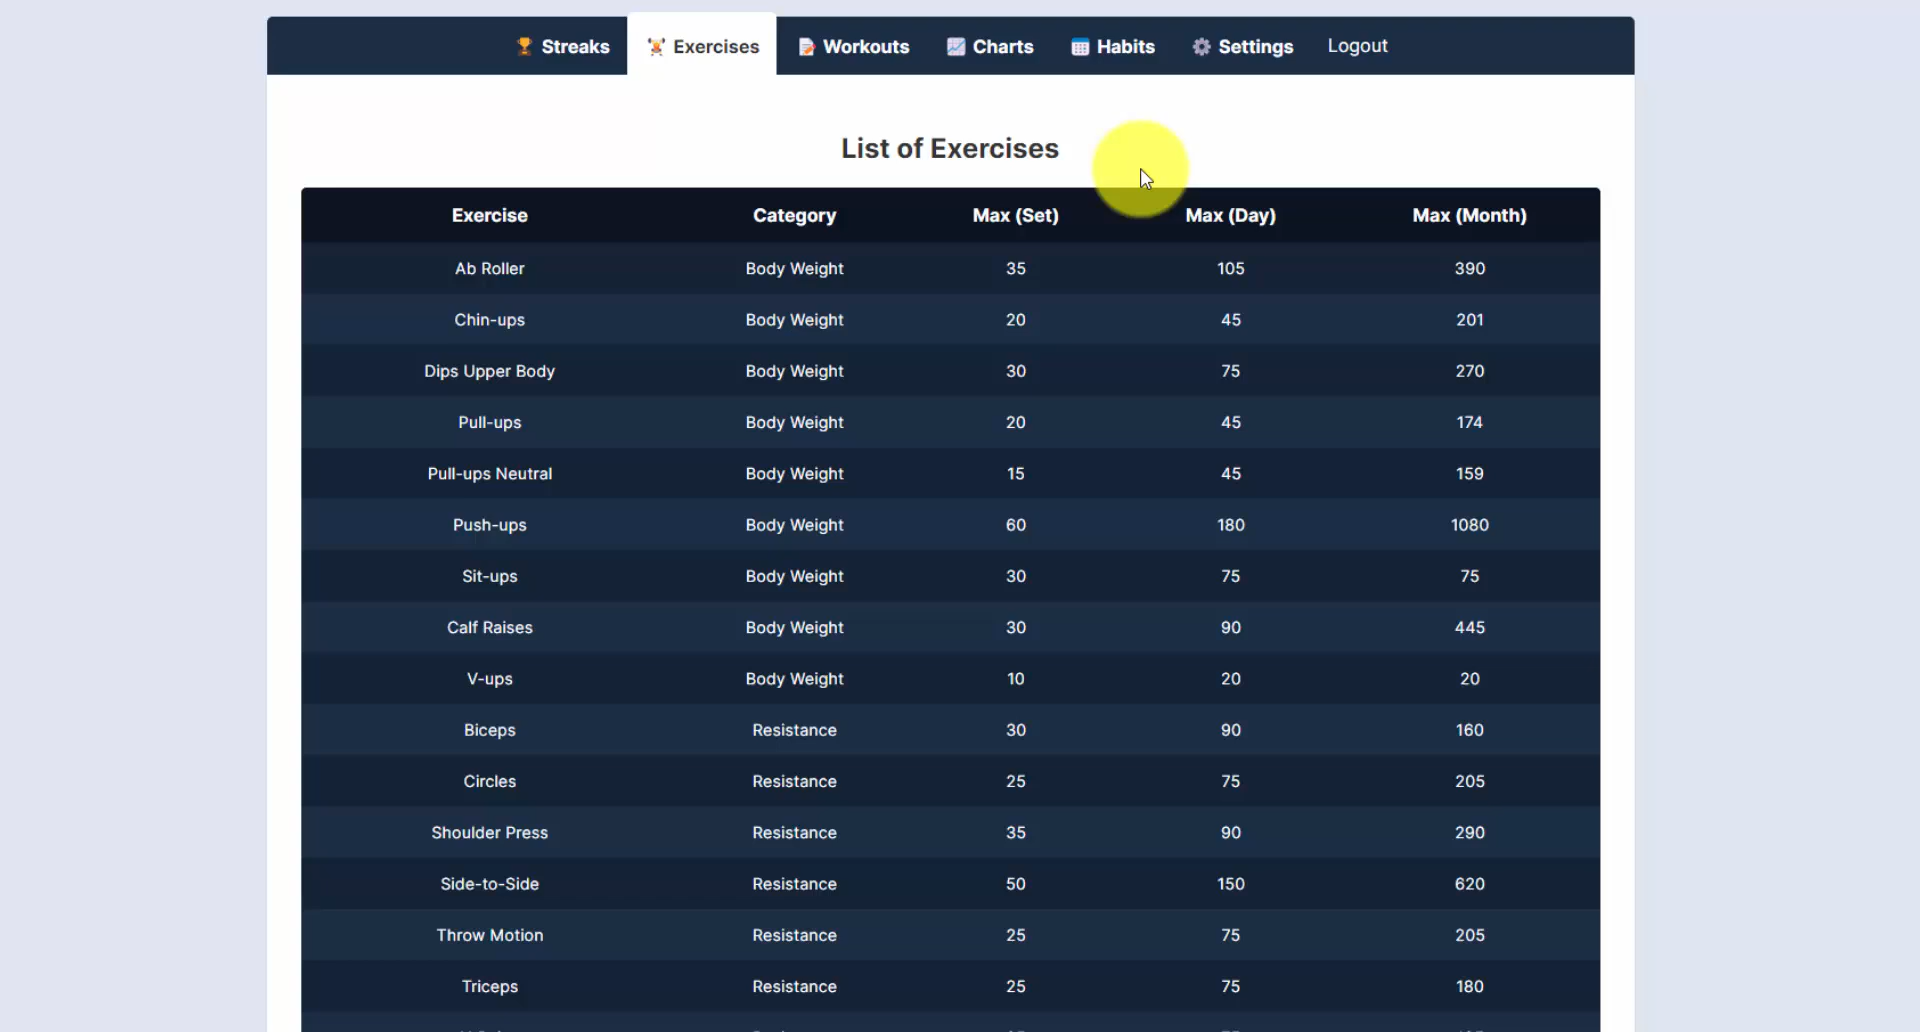 Streaks Exercises Workouts Charts Habits Settings Logout
List of Exercises
Exercise Category Max (Set) Max (Day) Max (Month)
Ab Roller Body Weight 35 105 390
Chin-ups Body Weight 20 45 201
Dips Upper Body Body Weight 30 75 270
Pull-ups Body Weight 20 45 174
Pull-ups Neutral Body Weight 15 45 159
Push-ups Body Weight 60 180 1080
Sit-ups Body Weight 30 75 75
Calf Raises Body Weight 30 90 445
V-ups Body Weight 10 20 20
Biceps Resistance 30 90 160
Circles Resistance 25 75 205
Shoulder Press Resistance 35 90 290
Side-to-Side Resistance 50 150 620
Throw Motion Resistance 25 75 205
Triceps Resistance 25 75 180